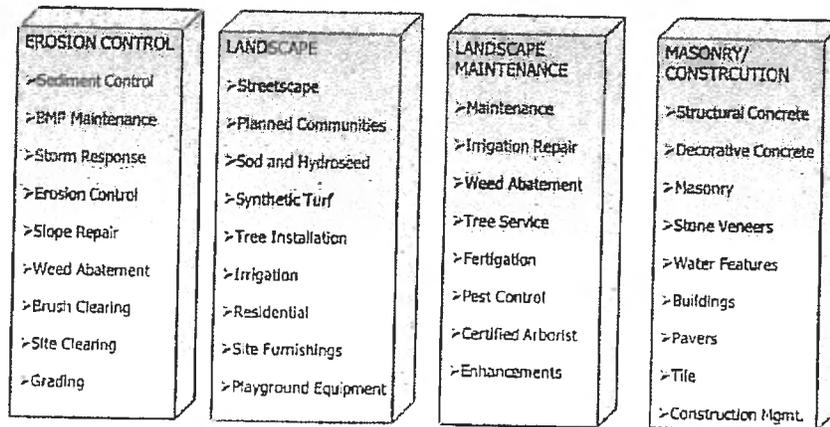 EROSION CONTROL
➢Sediment Control
➢BMP Maintenance
➢Storm Response
➢Erosion Control
➢Slope Repair
➢Weed Abatement
➢Brush Clearing
➢Site Clearing
➢Grading
LANDSCAPE
➢Streetscape
➢Planned Communities
➢Sod and Hydroseed
➢Synthetic Turf
➢Tree Installation
➢Irrigation
➢Residential
➢Site Furnishings
➢Playground Equipment
LANDSCAPE
MAINTENANCE
➢Maintenance
➢Irrigation Repair
➢Weed Abatement
➢Tree Service
➢Fertigation
➢Pest Control
➢Certified Arborist
➢Enhancements
MASONRY/
CONSTRCUTION
➢Structural Concrete
➢Decorative Concrete
➢Masonry
➢Stone Veneers
➢Water Features
➢Buildings
➢Pavers
➢Tile
➢Construction Mgmt.